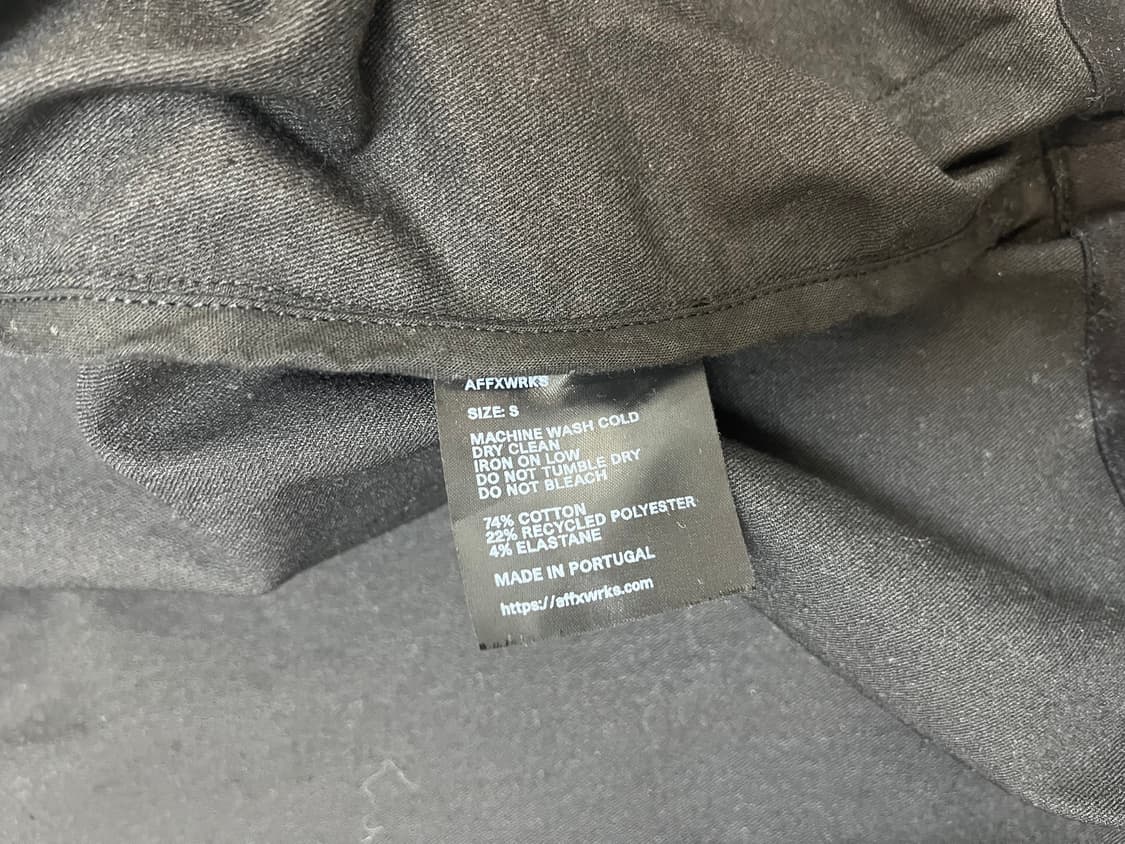 AFFXWRKS
SIZE: S
MACHINE WASH COLD
DRY CLEAN
IRON ON LOW
DO NOT TUMBLE DRY
DO NOT BLEACH
74% COTTON
22% RECYCLED POLYESTER
4% ELASTANE
MADE IN PORTUGAL
https://affxwrks.com